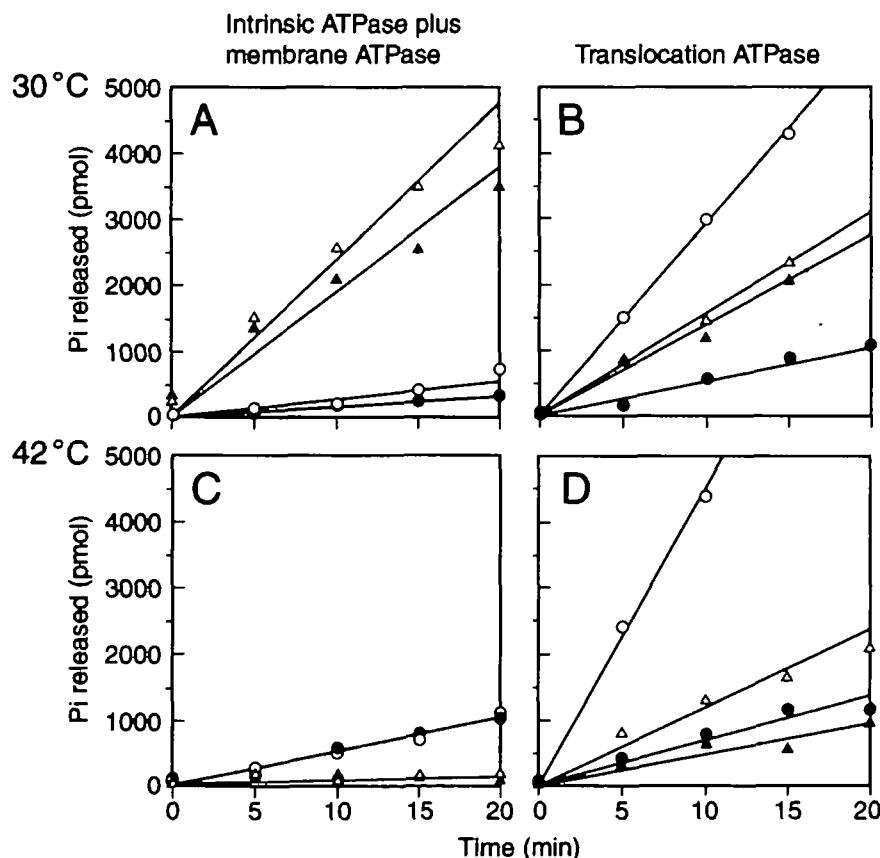 Intrinsic ATPase plus
membrane ATPase
Translocation ATPase
30°C
A
B
5000
4000
3000
2000
1000
0
Pi released (pmol)
42°C
C
D
5000
4000
3000
2000
1000
0
Pi released (pmol)
0 5 10 15 20 0 5 10 15 20
Time (min)